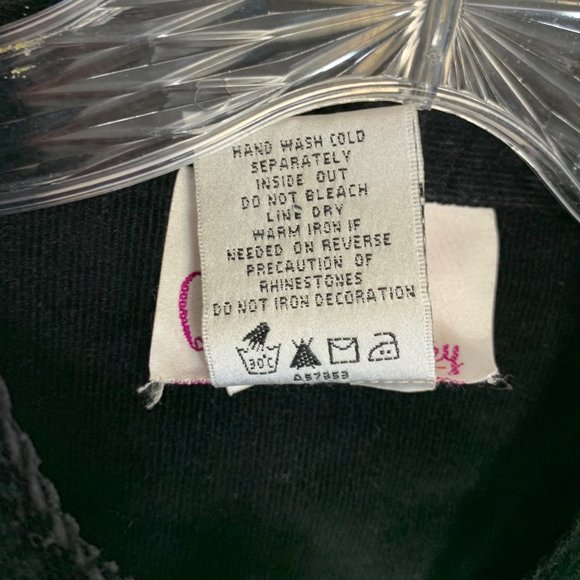 HAND WASH COLD
SEPARATELY
INSIDE OUT
DO NOT BLEACH
LINE DRY
WARM IRON IF
NEEDED ON REVERSE
PRECAUTION OF
RHINESTONES
DO NOT IRON DECORATION
30°C
RN57353